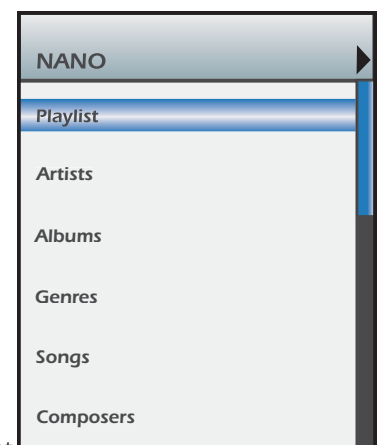 NANO
Playlist
Artists
Albums
Genres
Songs
Composers